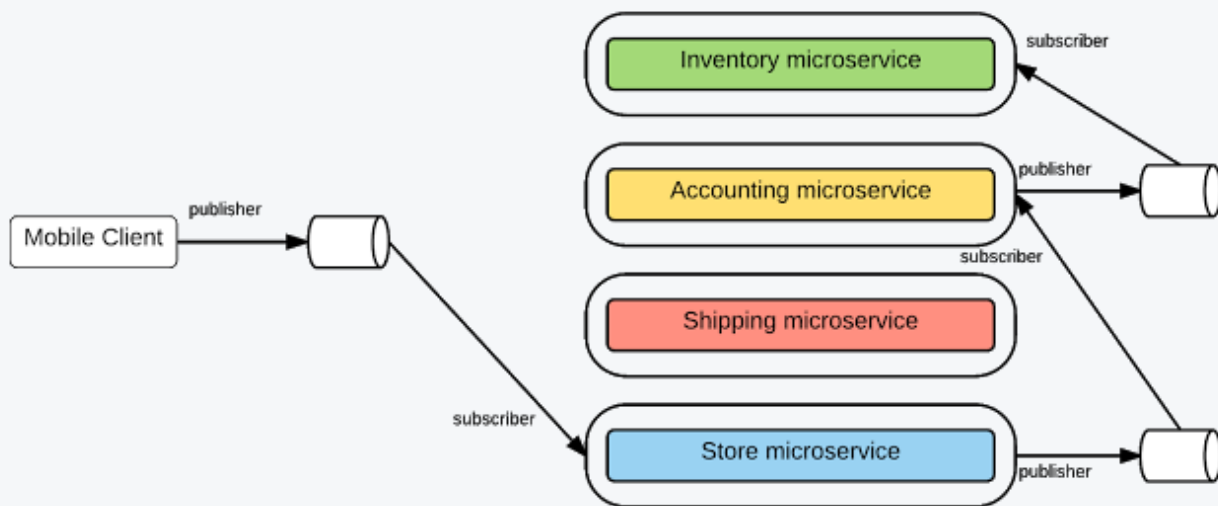 Inventory microservice
subscriber
Accounting microservice
publisher
publisher
Mobile Client
subscriber
Shipping microservice
subscriber
Store microservice
publisher